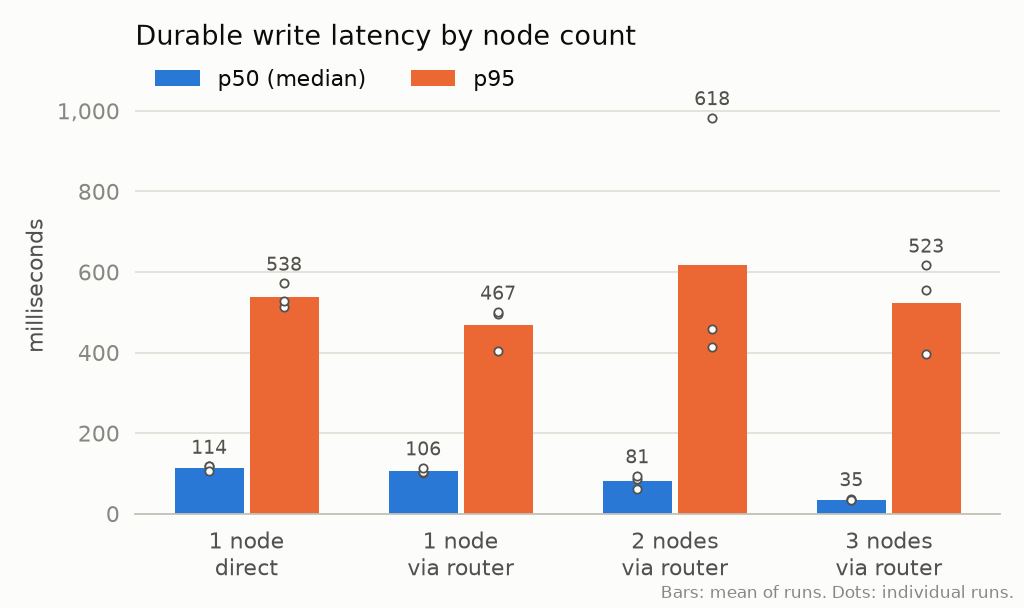 Durable write latency by node count
p50 (median) p95
milliseconds
1,000
800
600
400
200
0
114
538
106
467
81
618
35
523
1 node
direct
1 node
via router
2 nodes
via router
3 nodes
via router
Bars: mean of runs. Dots: individual runs.